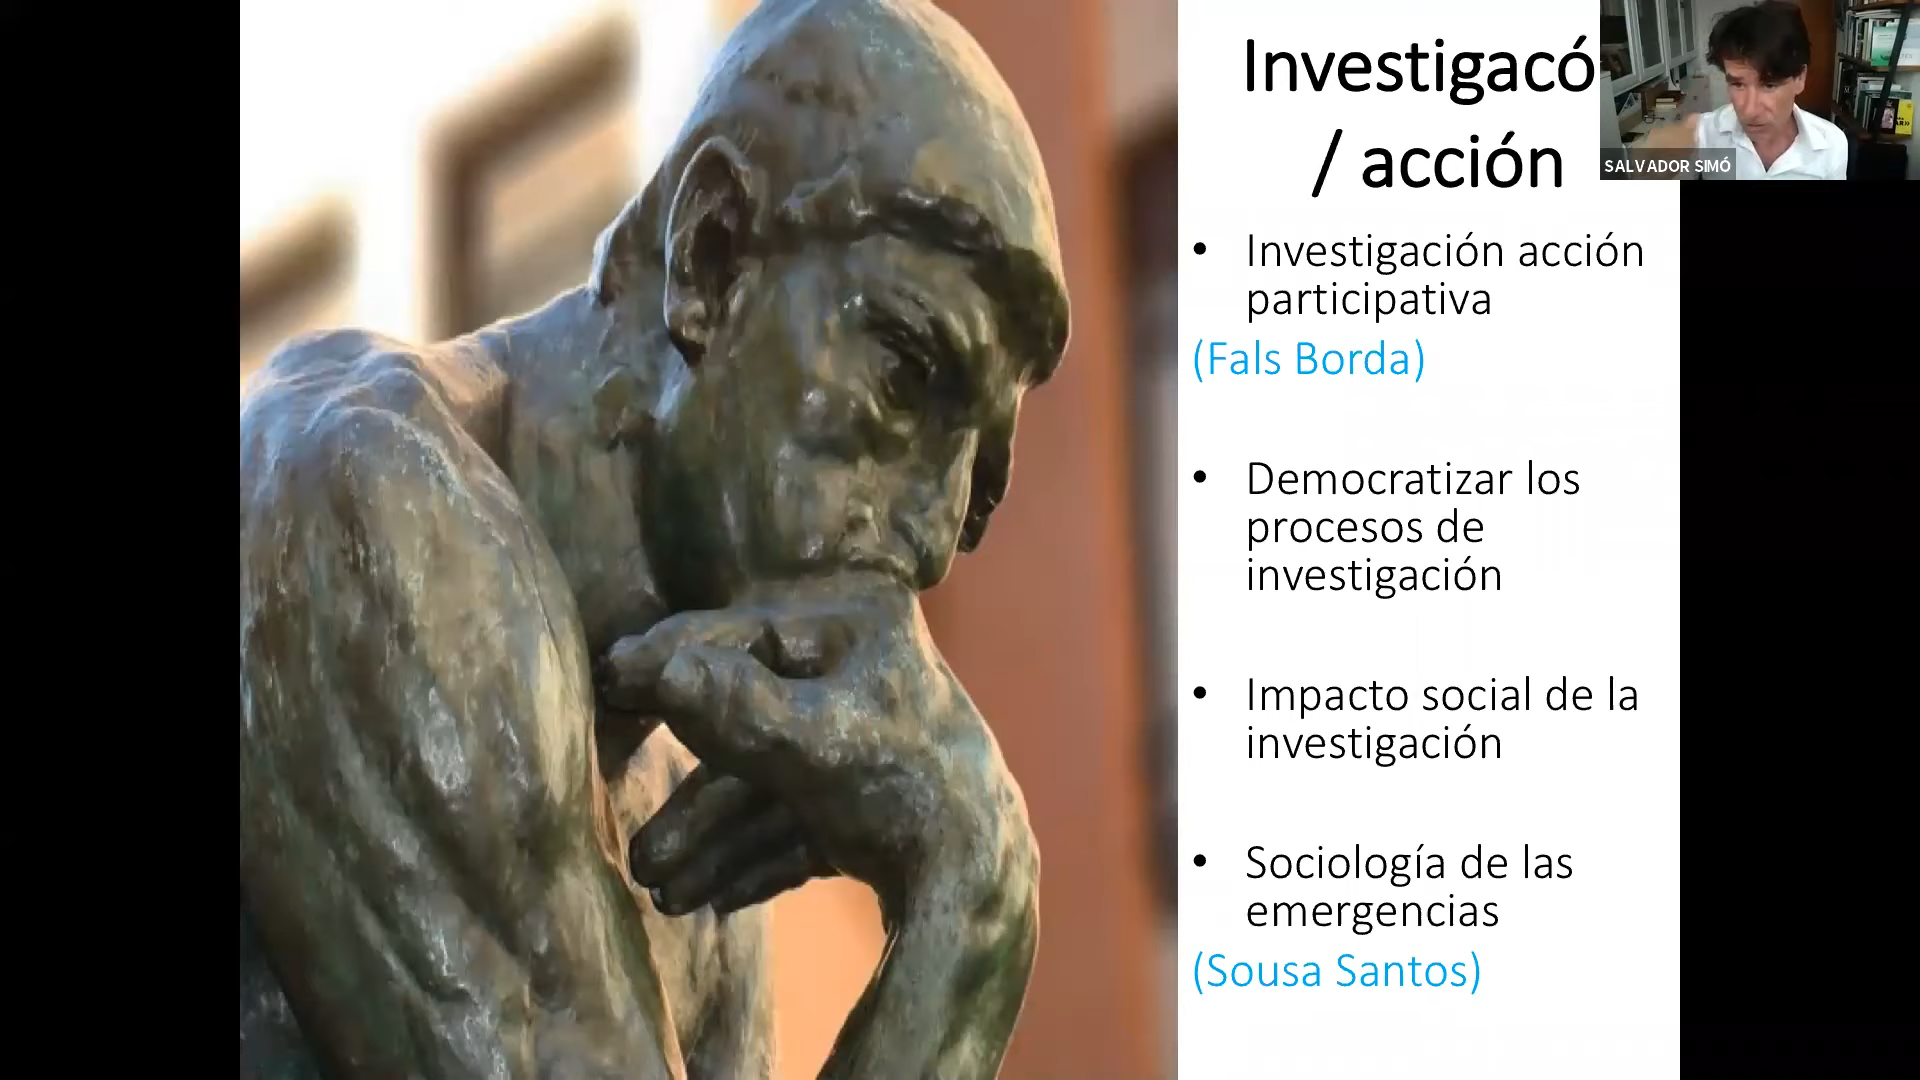 Investigacó
/ acción
SALVADOR SIMÓ
• Investigación acción
participativa
(Fals Borda)
• Democratizar los
procesos de
investigación
• Impacto social de la
investigación
• Sociología de las
emergencias
(Sousa Santos)